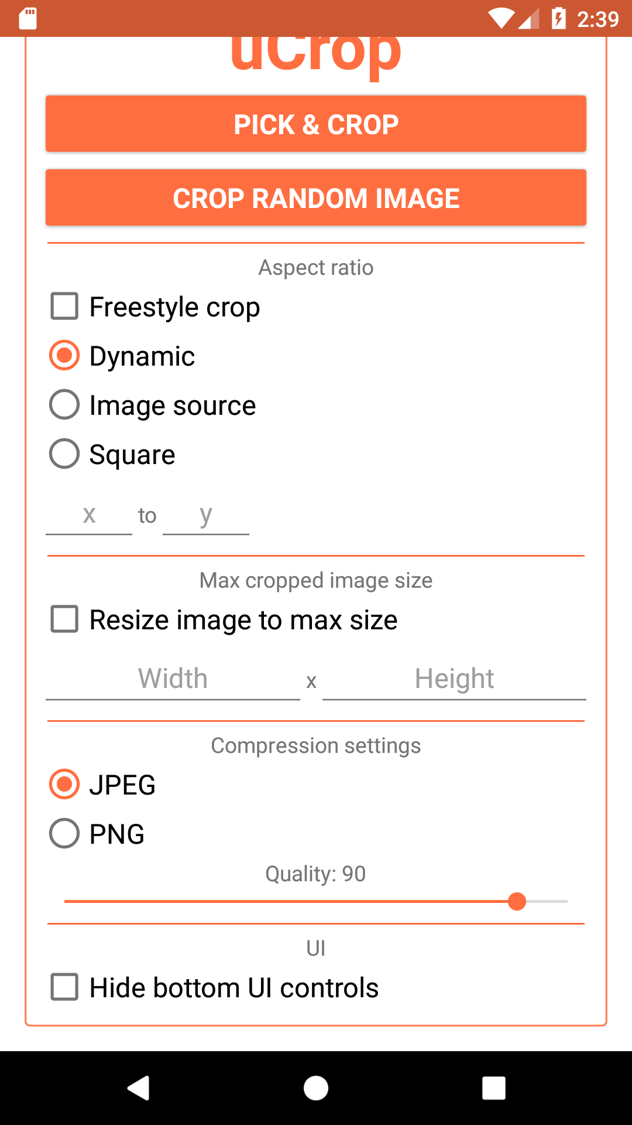 2:39
uCrop
PICK & CROP
CROP RANDOM IMAGE
Aspect ratio
Freestyle crop
Dynamic
Image source
Square
x to y
Max cropped image size
Resize image to max size
Width x Height
Compression settings
JPEG
PNG
Quality: 90
UI
Hide bottom UI controls